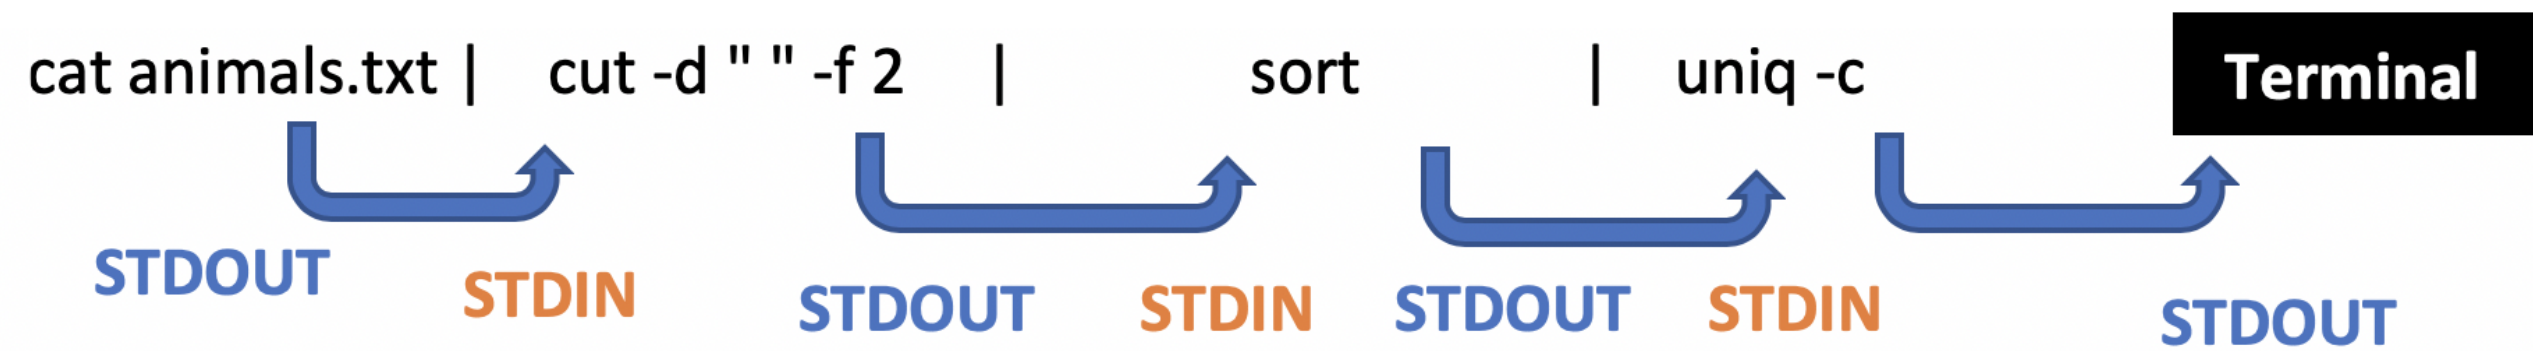 cat animals.txt | cut -d " " -f 2 | sort | uniq -c Terminal
STDOUT STDIN STDOUT STDIN STDOUT STDIN STDOUT